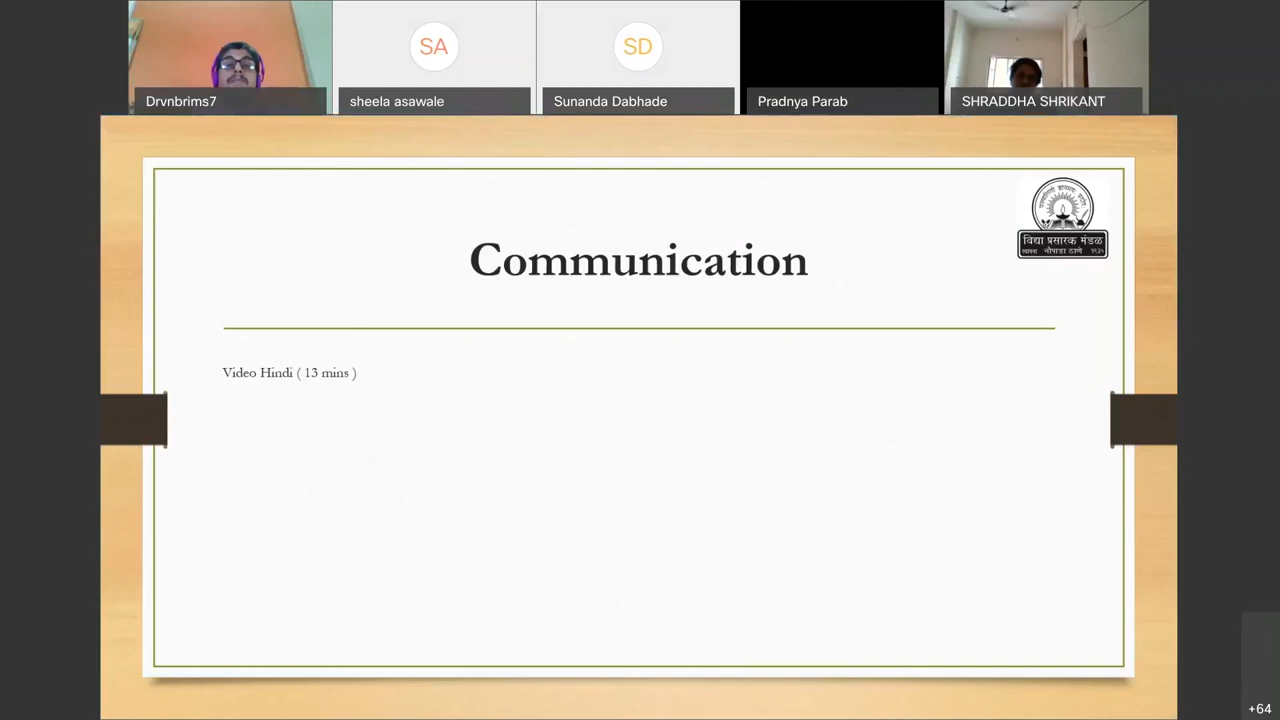 SA
SD
Drvnbrims7
sheela asawale
Sunanda Dabhade
Pradnya Parab
SHRADDHA SHRIKANT
विद्या प्रसारक मंडळ
नौपाडा ठाणे
Communication
Video Hindi ( 13 mins )
+64